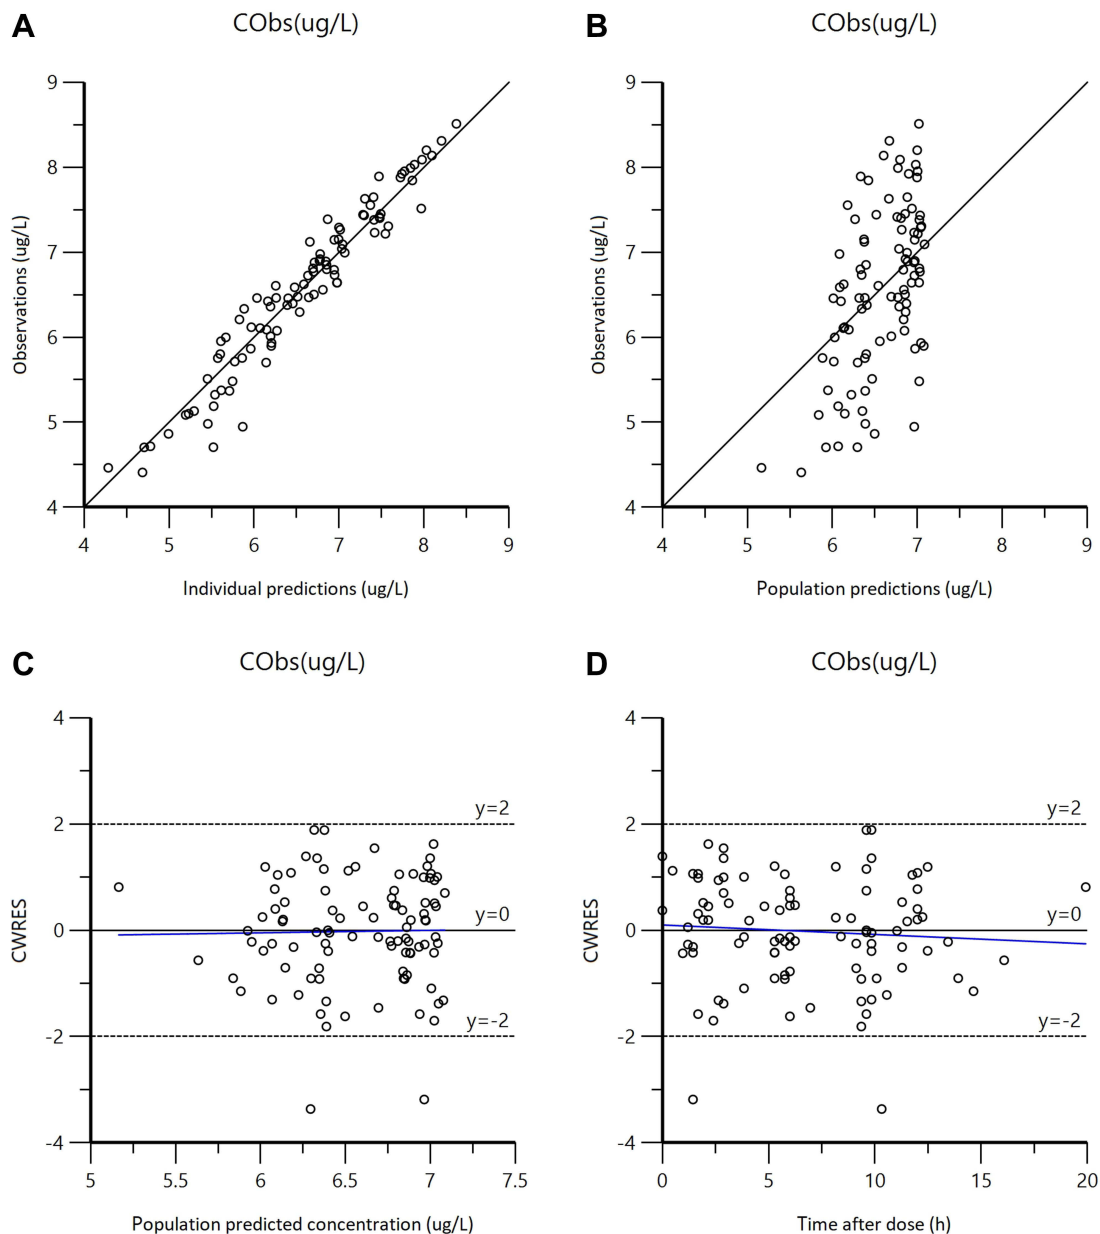 A
CObs(ug/L)
B
CObs(ug/L)
9
8
7
6
5
4
Observations (ug/L)
4 5 6 7 8 9
Individual predictions (ug/L)
9
8
7
6
5
4
Observations (ug/L)
4 5 6 7 8 9
Population predictions (ug/L)
C
CObs(ug/L)
D
CObs(ug/L)
4
2
0
-2
-4
CWRES
y=2
y=0
y=-2
5 5.5 6 6.5 7 7.5
Population predicted concentration (ug/L)
4
2
0
-2
-4
CWRES
y=2
y=0
y=-2
0 5 10 15 20
Time after dose (h)